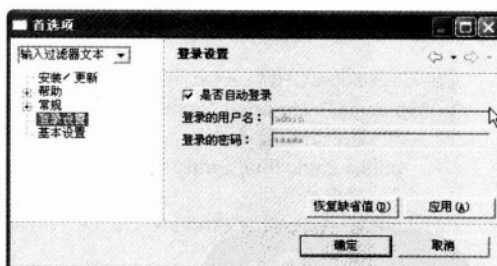 首选项
输入过滤器文本
登录设置
安装/更新
帮助
常规
登录设置
基本设置
是否自动登录
登录的用户名：admin
登录的密码：
恢复缺省值(D)
应用(A)
确定
取消